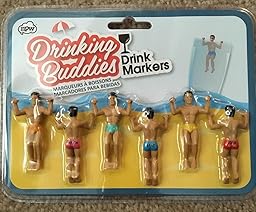 npw
Drinking
Buddies
Drink
Markers
MARQUEURS À BOISSONS
MARCADORES PARA BEBIDAS